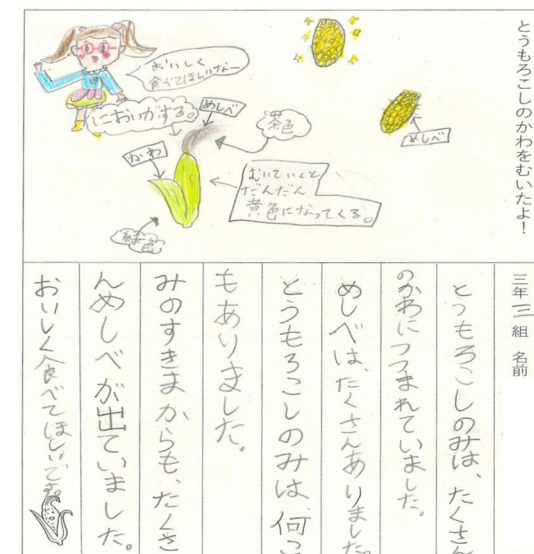 とうもろこしのかわをむいたよ！
三年 三 組 名前
おいしく
食べてほしいなー
においがする。
めしべ
茶色
めしべ
かわ
むいていくと
だんだん
黄色になってくる。
緑色
とうもろこしのみは、たくさん
のかわにつつまれていました。
めしべは、たくさんありました。
とうもろこしのみは、何こ
もありました。
みのすきまからも、たくさ
んめしべが出ていました。
おいしく食べてほしいです。